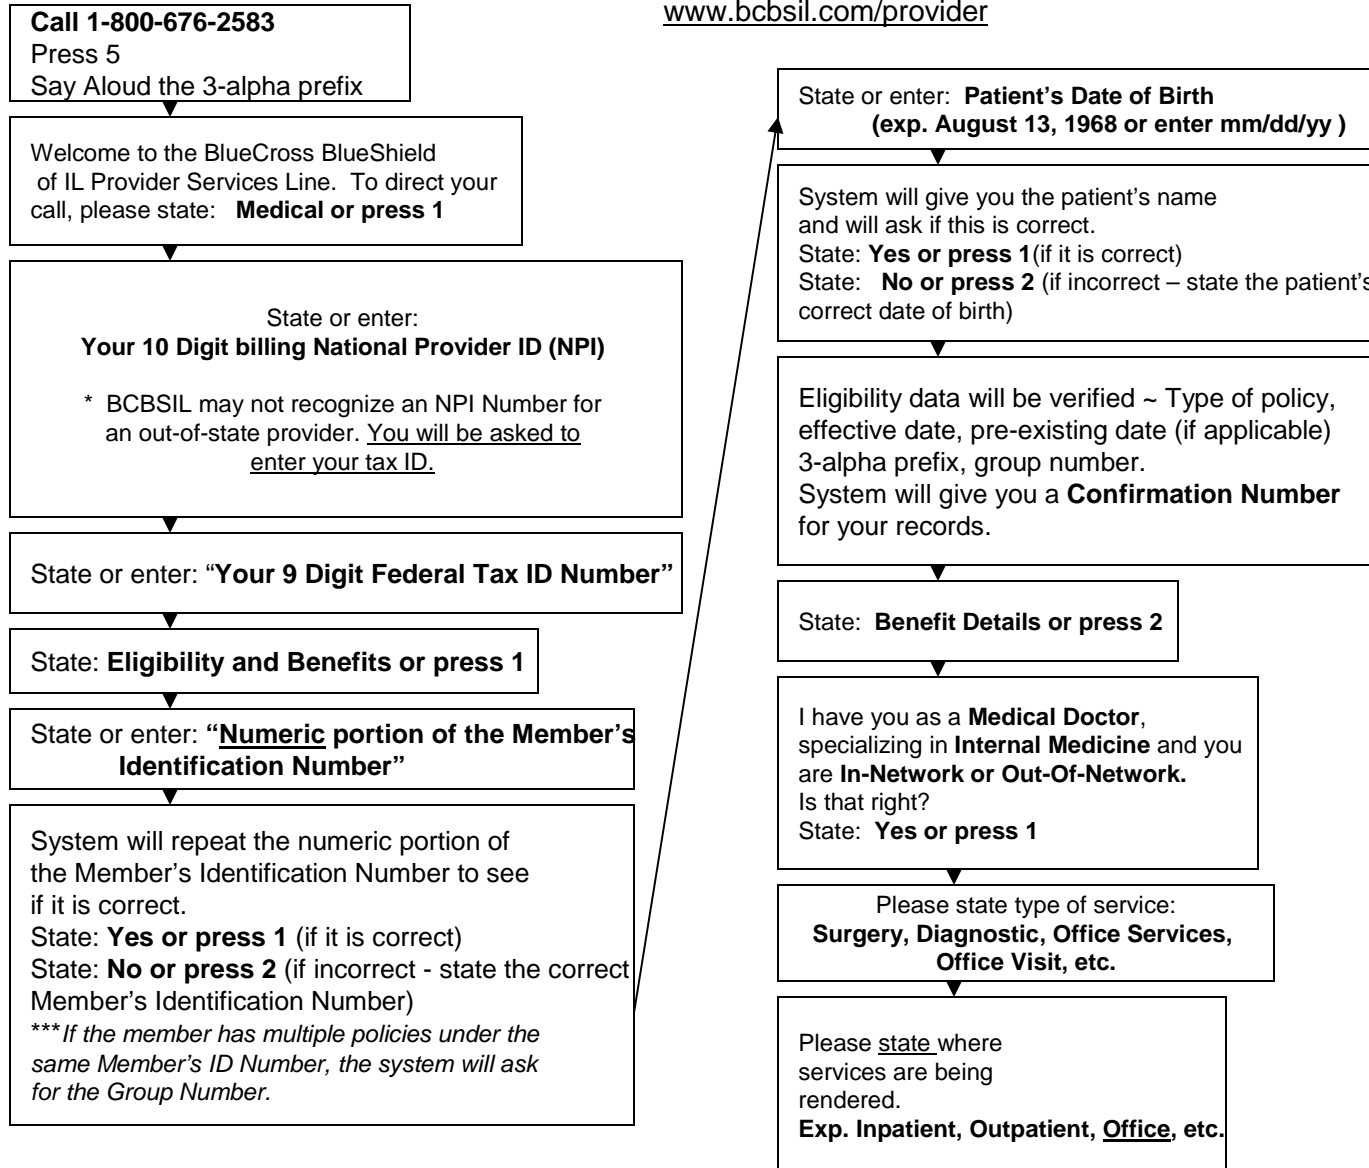 www.bcbsil.com/provider
Call 1-800-676-2583
Press 5
Say Aloud the 3-alpha prefix
Welcome to the BlueCross BlueShield
of IL Provider Services Line. To direct your
call, please state: Medical or press 1
State or enter:
Your 10 Digit billing National Provider ID (NPI)
* BCBSIL may not recognize an NPI Number for
an out-of-state provider. You will be asked to
enter your tax ID.
State or enter: “Your 9 Digit Federal Tax ID Number”
State: Eligibility and Benefits or press 1
State or enter: “Numeric portion of the Member’s
Identification Number”
System will repeat the numeric portion of
the Member’s Identification Number to see
if it is correct.
State: Yes or press 1 (if it is correct)
State: No or press 2 (if incorrect - state the correct
Member’s Identification Number)
***If the member has multiple policies under the
same Member’s ID Number, the system will ask
for the Group Number.
State or enter: Patient’s Date of Birth
(exp. August 13, 1968 or enter mm/dd/yy )
System will give you the patient’s name
and will ask if this is correct.
State: Yes or press 1(if it is correct)
State: No or press 2 (if incorrect – state the patient’s
correct date of birth)
Eligibility data will be verified ~ Type of policy,
effective date, pre-existing date (if applicable)
3-alpha prefix, group number.
System will give you a Confirmation Number
for your records.
State: Benefit Details or press 2
I have you as a Medical Doctor,
specializing in Internal Medicine and you
are In-Network or Out-Of-Network.
Is that right?
State: Yes or press 1
Please state type of service:
Surgery, Diagnostic, Office Services,
Office Visit, etc.
Please state where
services are being
rendered.
Exp. Inpatient, Outpatient, Office, etc.